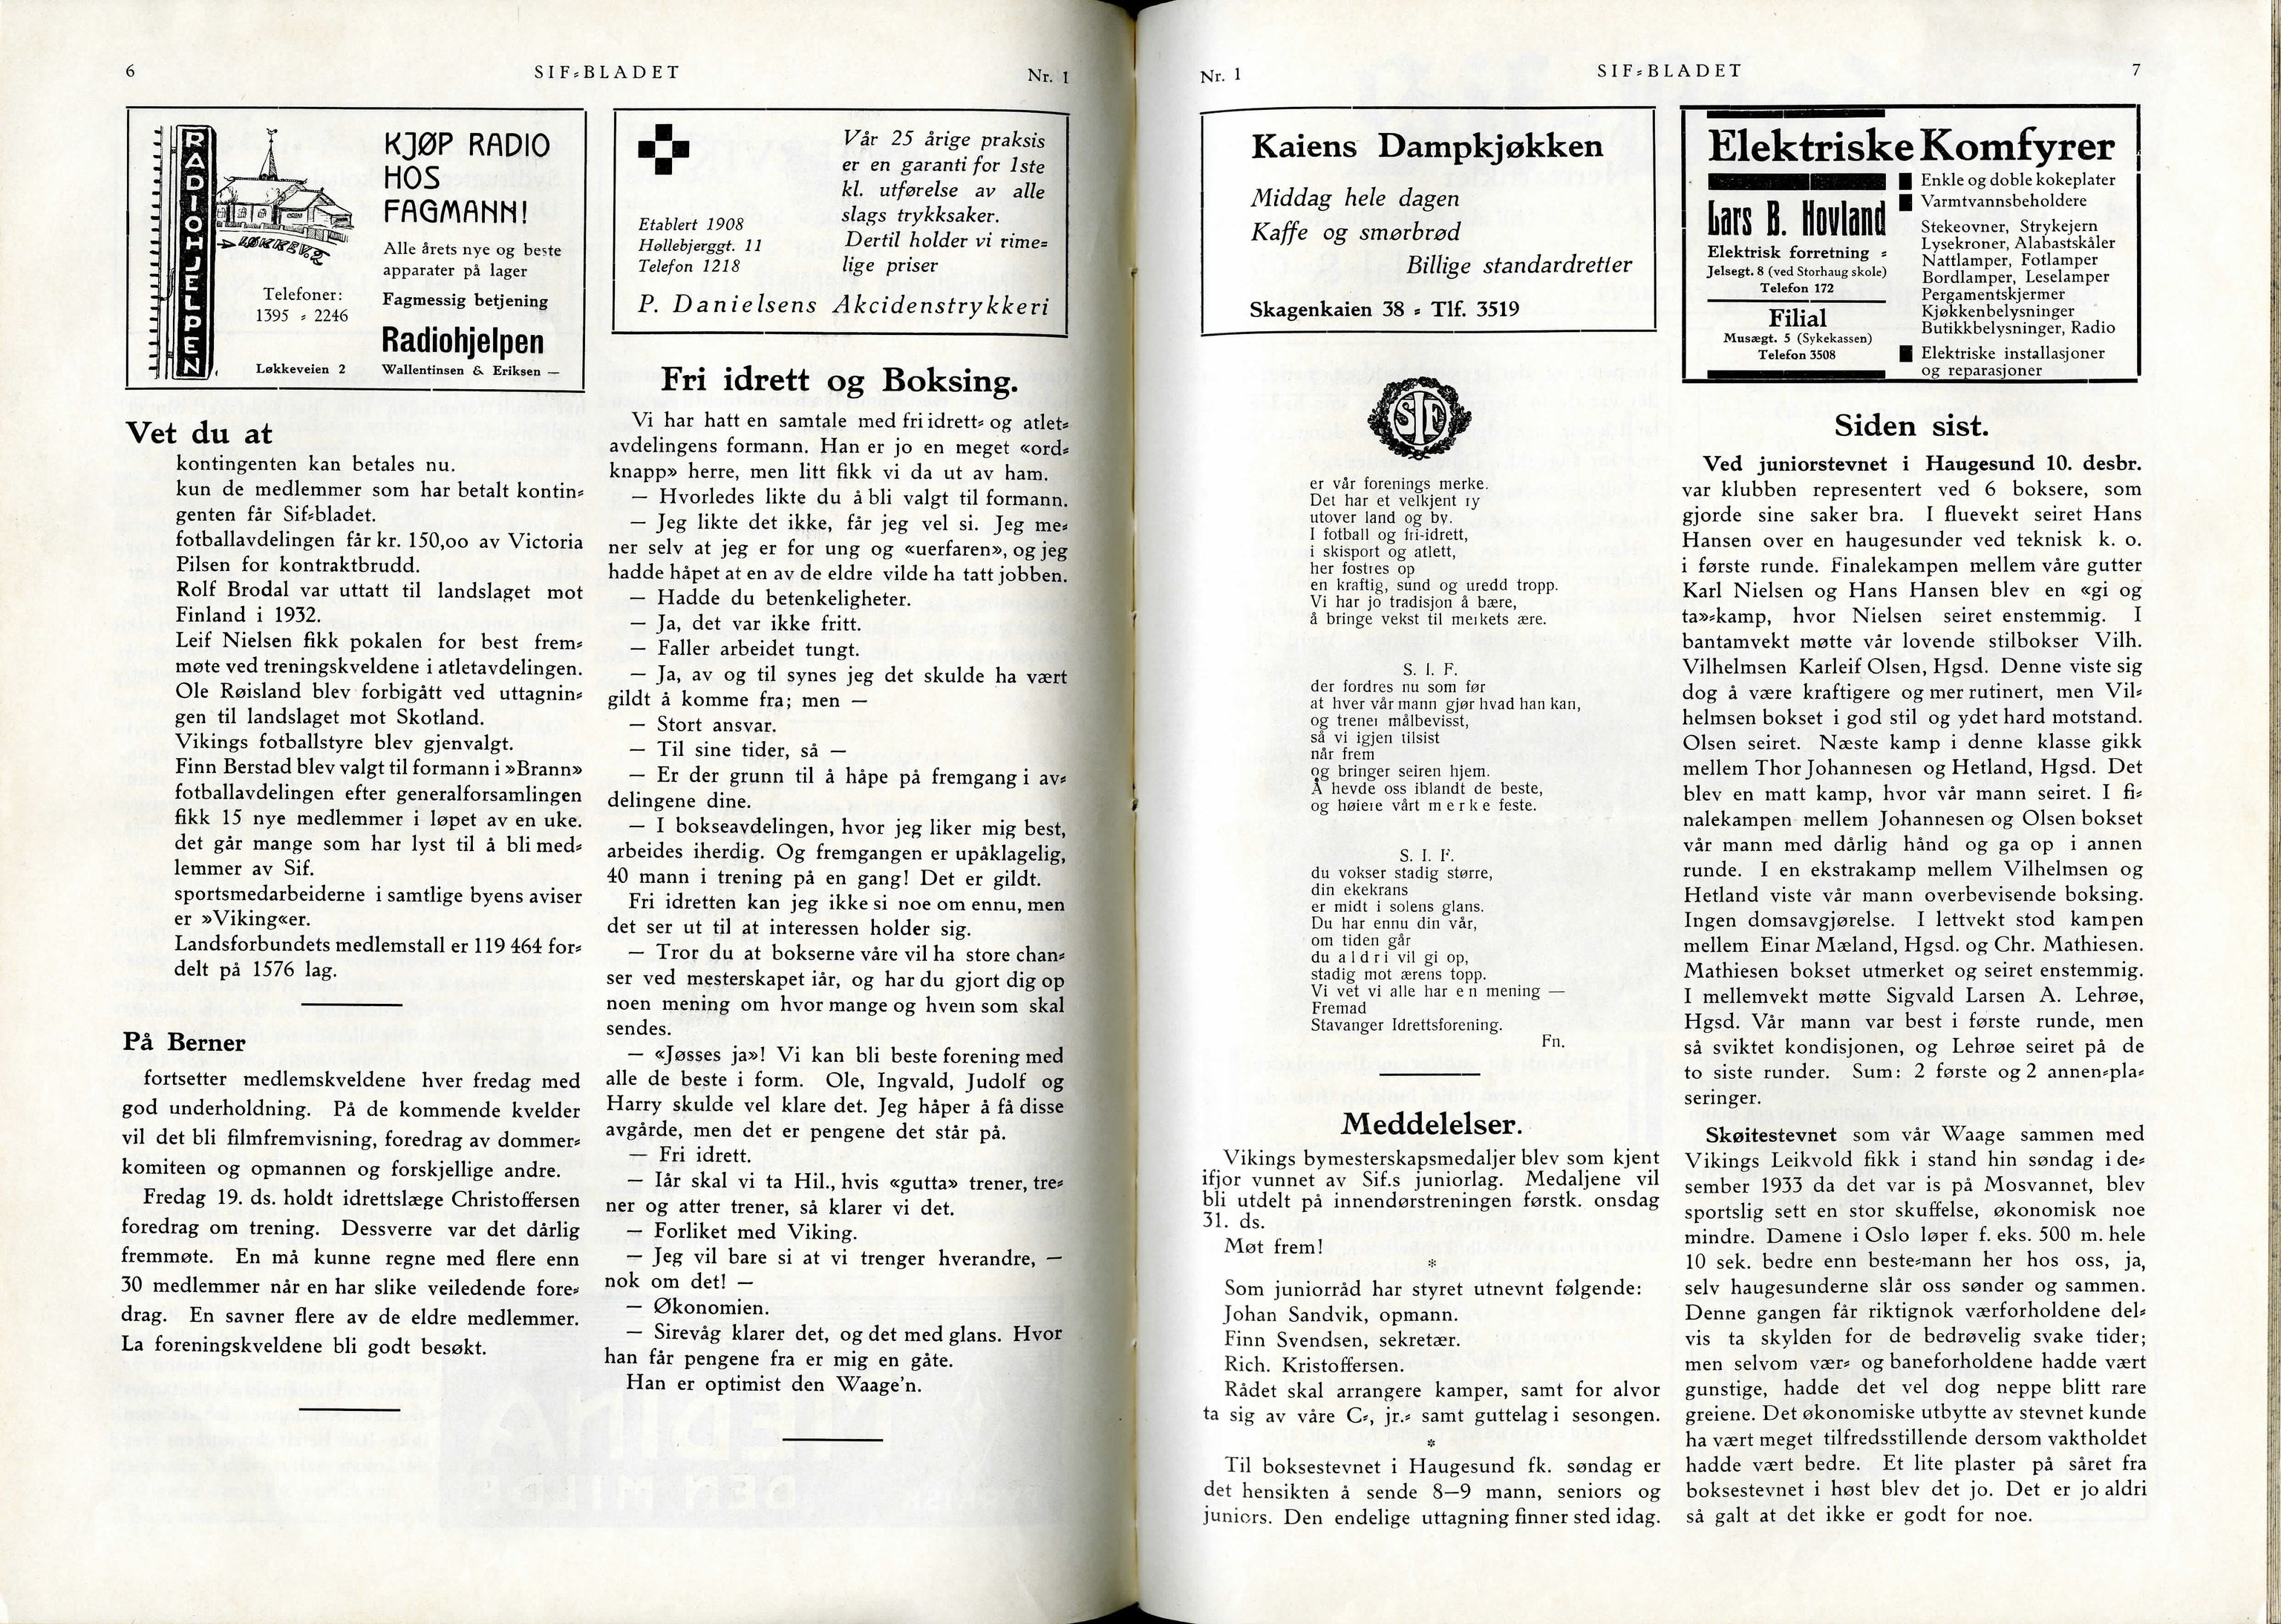 6
SIF-BLADET
Nr. 1
RADIOHJELPEN
LØKKEV. 2
Telefoner:
1395 - 2246
Løkkeveien 2
KJØP RADIO
HOS
FAGMANN!
Alle årets nye og beste
apparater på lager
Fagmessig betjening
Radiohjelpen
Wallentinsen & Eriksen —
Etablert 1908
Høllebjerggt. 11
Telefon 1218
Vår 25 årige praksis
er en garanti for 1ste
kl. utførelse av alle
slags trykksaker.
Dertil holder vi rime-
lige priser
P. Danielsens Akcidenstrykkeri
Vet du at
kontingenten kan betales nu.
kun de medlemmer som har betalt kontin-
genten får Sif-bladet.
fotballavdelingen får kr. 150,oo av Victoria
Pilsen for kontraktbrudd.
Rolf Brodal var uttatt til landslaget mot
Finland i 1932.
Leif Nielsen fikk pokalen for best frem-
møte ved treningskveldene i atletavdelingen.
Ole Røisland blev forbigått ved uttagnin-
gen til landslaget mot Skotland.
Vikings fotballstyre blev gjenvalgt.
Finn Berstad blev valgt til formann i »Brann»
fotballavdelingen efter generalforsamlingen
fikk 15 nye medlemmer i løpet av en uke.
det går mange som har lyst til å bli med-
lemmer av Sif.
sportsmedarbeiderne i samtlige byens aviser
er »Viking«er.
Landsforbundets medlemstall er 119 464 for-
delt på 1576 lag.
På Berner
fortsetter medlemskveldene hver fredag med
god underholdning. På de kommende kvelder
vil det bli filmfremvisning, foredrag av dommer-
komiteen og opmannen og forskjellige andre.
Fredag 19. ds. holdt idrettslæge Christoffersen
foredrag om trening. Dessverre var det dårlig
fremmøte. En må kunne regne med flere enn
30 medlemmer når en har slike veiledende fore-
drag. En savner flere av de eldre medlemmer.
La foreningskveldene bli godt besøkt.
Fri idrett og Boksing.
Vi har hatt en samtale med fri idrett- og atlet-
avdelingens formann. Han er jo en meget «ord-
knapp» herre, men litt fikk vi da ut av ham.
— Hvorledes likte du å bli valgt til formann.
— Jeg likte det ikke, får jeg vel si. Jeg me-
ner selv at jeg er for ung og «uerfaren», og jeg
hadde håpet at en av de eldre vilde ha tatt jobben.
— Hadde du betenkeligheter.
— Ja, det var ikke fritt.
— Faller arbeidet tungt.
— Ja, av og til synes jeg det skulde ha vært
gildt å komme fra; men —
— Stort ansvar.
— Til sine tider, så —
— Er der grunn til å håpe på fremgang i av-
delingene dine.
— I bokseavdelingen, hvor jeg liker mig best,
arbeides iherdig. Og fremgangen er upåklagelig,
40 mann i trening på en gang! Det er gildt.
Fri idretten kan jeg ikke si noe om ennu, men
det ser ut til at interessen holder sig.
— Tror du at bokserne våre vil ha store chan-
ser ved mesterskapet iår, og har du gjort dig op
noen mening om hvor mange og hvem som skal
sendes.
— «Jøsses ja»! Vi kan bli beste forening med
alle de beste i form. Ole, Ingvald, Judolf og
Harry skulde vel klare det. Jeg håper å få disse
avgårde, men det er pengene det står på.
— Fri idrett.
— Iår skal vi ta Hil., hvis «gutta» trener, tre-
ner og atter trener, så klarer vi det.
— Forliket med Viking.
— Jeg vil bare si at vi trenger hverandre, —
nok om det! —
— Økonomien.
— Sirevåg klarer det, og det med glans. Hvor
han får pengene fra er mig en gåte.
Han er optimist den Waage'n.
Nr. 1
SIF-BLADET
7
Kaiens Dampkjøkken
Middag hele dagen
Kaffe og smørbrød
Billige standardretter
Skagenkaien 38 - Tlf. 3519
Elektriske Komfyrer
Lars B. Hovland
Elektrisk forretning -
Jelsegt. 8 (ved Storhaug skole)
Telefon 172
Filial
Musægt. 5 (Sykekassen)
Telefon 3508
Enkle og doble kokeplater
Varmtvannsbeholdere
Stekeovner, Strykejern
Lysekroner, Alabastskåler
Nattlamper, Fotlamper
Bordlamper, Leselamper
Pergamentskjermer
Kjøkkenbelysninger
Butikkbelysninger, Radio
Elektriske installasjoner
og reparasjoner
SIF
er vår forenings merke.
Det har et velkjent ry
utover land og by.
I fotball og fri-idrett,
i skisport og atlett,
her fostres op
en kraftig, sund og uredd tropp.
Vi har jo tradisjon å bære,
å bringe vekst til merkets ære.
S. I. F.
der fordres nu som før
at hver vår mann gjør hvad han kan,
og trener målbevisst,
så vi igjen tilsist
når frem
og bringer seiren hjem.
Å hevde oss iblandt de beste,
og høiere vårt merke feste.
S. I. F.
du vokser stadig større,
din ekekrans
er midt i solens glans.
Du har ennu din vår,
om tiden går
du aldri vil gi op,
stadig mot ærens topp.
Vi vet vi alle har en mening —
Fremad
Stavanger Idrettsforening.
Fn.
Meddelelser.
Vikings bymesterskapsmedaljer blev som kjent
ifjor vunnet av Sif.s juniorlag. Medaljene vil
bli utdelt på innendørstreningen førstk. onsdag
31. ds.
Møt frem!
*
Som juniorråd har styret utnevnt følgende:
Johan Sandvik, opmann.
Finn Svendsen, sekretær.
Rich. Kristoffersen.
Rådet skal arrangere kamper, samt for alvor
ta sig av våre C-, jr.- samt guttelag i sesongen.
*
Til boksestevnet i Haugesund fk. søndag er
det hensikten å sende 8—9 mann, seniors og
juniors. Den endelige uttagning finner sted idag.
Siden sist.
Ved juniorstevnet i Haugesund 10. desbr.
var klubben representert ved 6 boksere, som
gjorde sine saker bra. I fluevekt seiret Hans
Hansen over en haugesunder ved teknisk k. o.
i første runde. Finalekampen mellem våre gutter
Karl Nielsen og Hans Hansen blev en «gi og
ta»-kamp, hvor Nielsen seiret enstemmig. I
bantamvekt møtte vår lovende stilbokser Vilh.
Vilhelmsen Karleif Olsen, Hgsd. Denne viste sig
dog å være kraftigere og mer rutinert, men Vil-
helmsen bokset i god stil og ydet hard motstand.
Olsen seiret. Næste kamp i denne klasse gikk
mellem Thor Johannesen og Hetland, Hgsd. Det
blev en matt kamp, hvor vår mann seiret. I fi-
nalekampen mellem Johannesen og Olsen bokset
vår mann med dårlig hånd og ga op i annen
runde. I en ekstrakamp mellem Vilhelmsen og
Hetland viste vår mann overbevisende boksing.
Ingen domsavgjørelse. I lettvekt stod kampen
mellem Einar Mæland, Hgsd. og Chr. Mathiesen.
Mathiesen bokset utmerket og seiret enstemmig.
I mellemvekt møtte Sigvald Larsen A. Lehrøe,
Hgsd. Vår mann var best i første runde, men
så sviktet kondisjonen, og Lehrøe seiret på de
to siste runder. Sum: 2 første og 2 annen-pla-
seringer.
Skøitestevnet som vår Waage sammen med
Vikings Leikvold fikk i stand hin søndag i de-
sember 1933 da det var is på Mosvannet, blev
sportslig sett en stor skuffelse, økonomisk noe
mindre. Damene i Oslo løper f. eks. 500 m. hele
10 sek. bedre enn beste-mann her hos oss, ja,
selv haugesunderne slår oss sønder og sammen.
Denne gangen får riktignok værforholdene del-
vis ta skylden for de bedrøvelig svake tider;
men selvom vær- og baneforholdene hadde vært
gunstige, hadde det vel dog neppe blitt rare
greiene. Det økonomiske utbytte av stevnet kunde
ha vært meget tilfredsstillende dersom vaktholdet
hadde vært bedre. Et lite plaster på såret fra
boksestevnet i høst blev det jo. Det er jo aldri
så galt at det ikke er godt for noe.